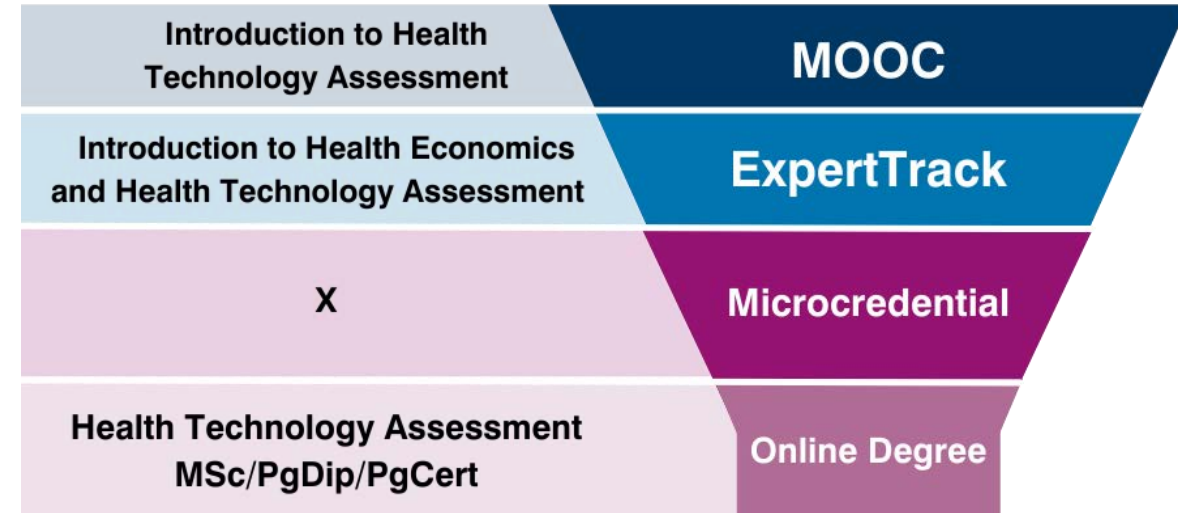 Introduction to Health
Technology Assessment
MOOC
Introduction to Health Economics
and Health Technology Assessment
ExpertTrack
X
Microcredential
Health Technology Assessment
MSc/PgDip/PgCert
Online Degree